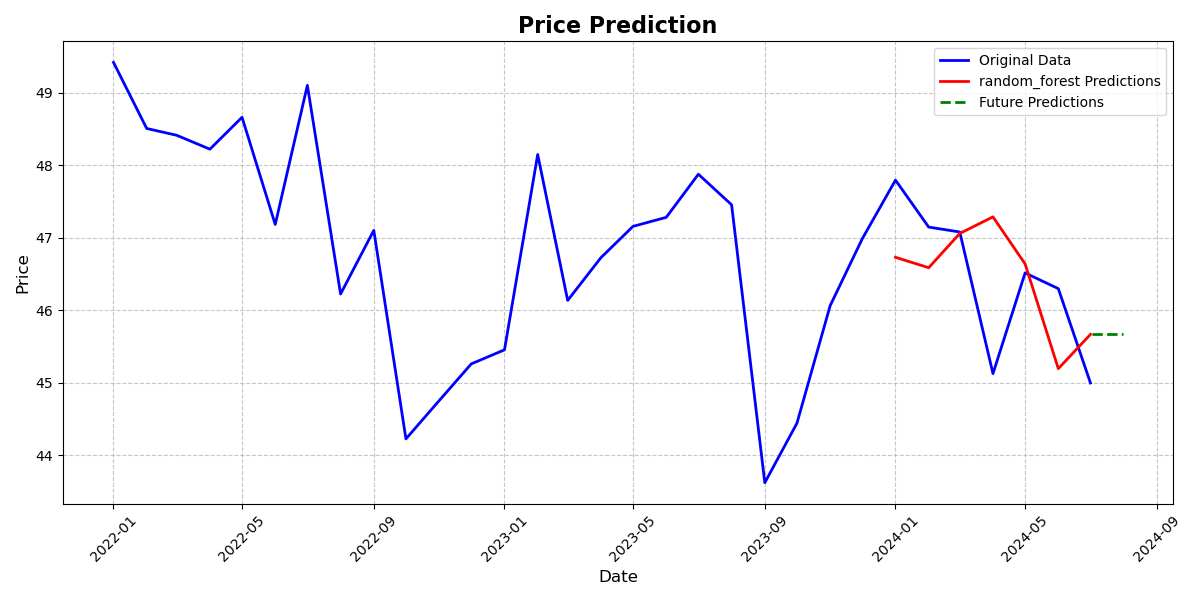 Price Prediction
Original Data
random_forest Predictions
Future Predictions
Price
49
48
47
46
45
44
2022-01
2022-05
2022-09
2023-01
2023-05
2023-09
2024-01
2024-05
2024-09
Date